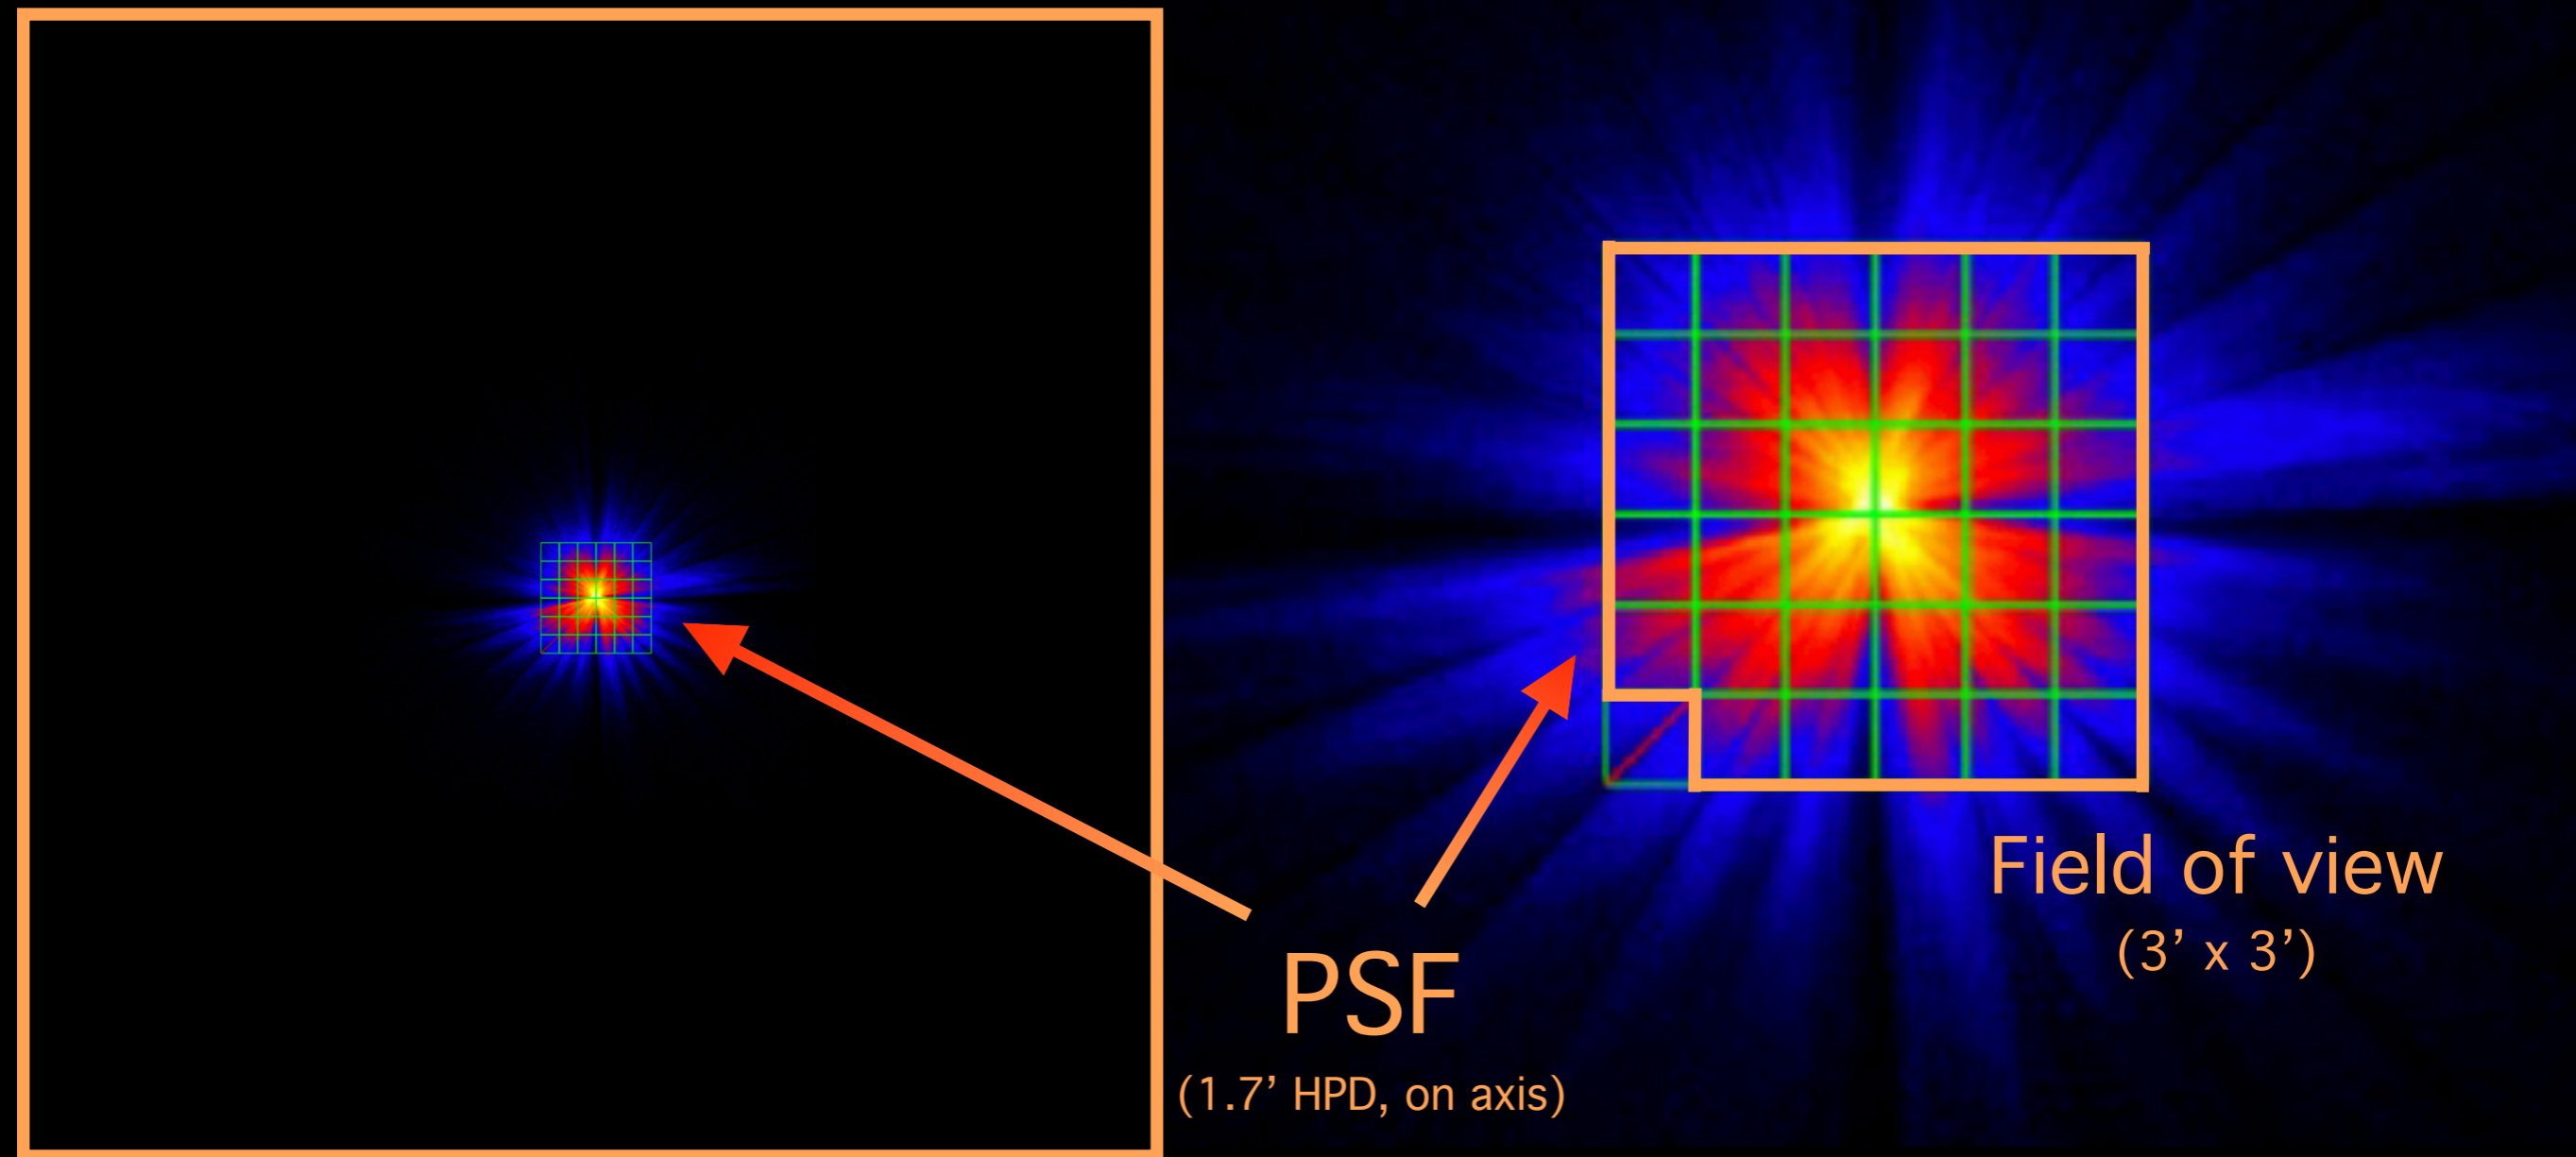 Field of view
(3’ x 3’)
PSF
(1.7’ HPD, on axis)